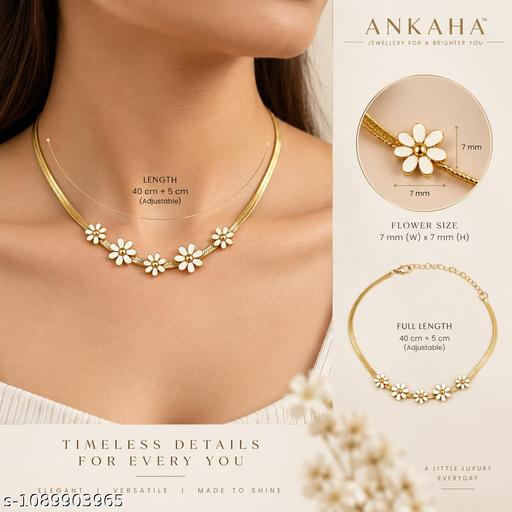 ANKAHA™
JEWELLERY FOR A BRIGHTER YOU
LENGTH
40 cm + 5 cm
(Adjustable)
7 mm
7 mm
FLOWER SIZE
7 mm (W) x 7 mm (H)
FULL LENGTH
40 cm + 5 cm
(Adjustable)
TIMELESS DETAILS
FOR EVERY YOU
ELEGANT | VERSATILE | MADE TO SHINE
A LITTLE LUXURY
EVERYDAY
s-1089903965